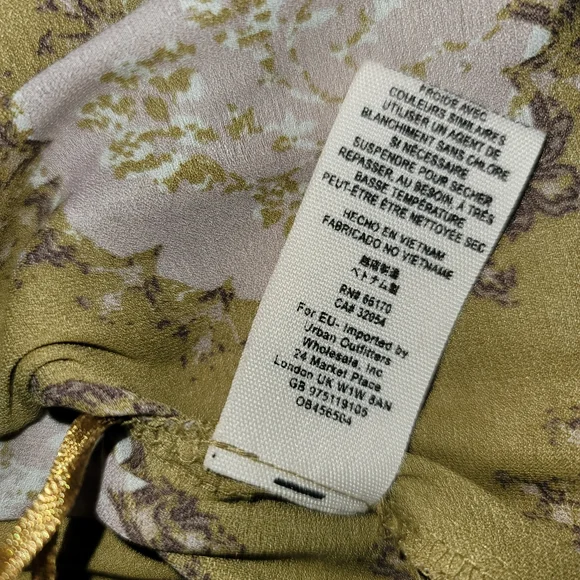 FROIDE AVEC
COULEURS SIMILAIRES
UTILISER UN AGENT DE
BLANCHIMENT SANS CHLORE
SI NÉCESSAIRE
SUSPENDRE POUR SÉCHER
REPASSER, AU BESOIN, À TRÈS
BASSE TEMPÉRATURE
PEUT-ÊTRE ÊTRE NETTOYÉE SEC
HECHO EN VIETNAM
FABRICADO NO VIETNAME
越南製造
ベトナム製
RN# 66170
CA# 32054
For EU- Imported by
Urban Outfitters
Wholesale, Inc
24 Market Place
London UK W1W 8AN
GB 975119105
OB456504